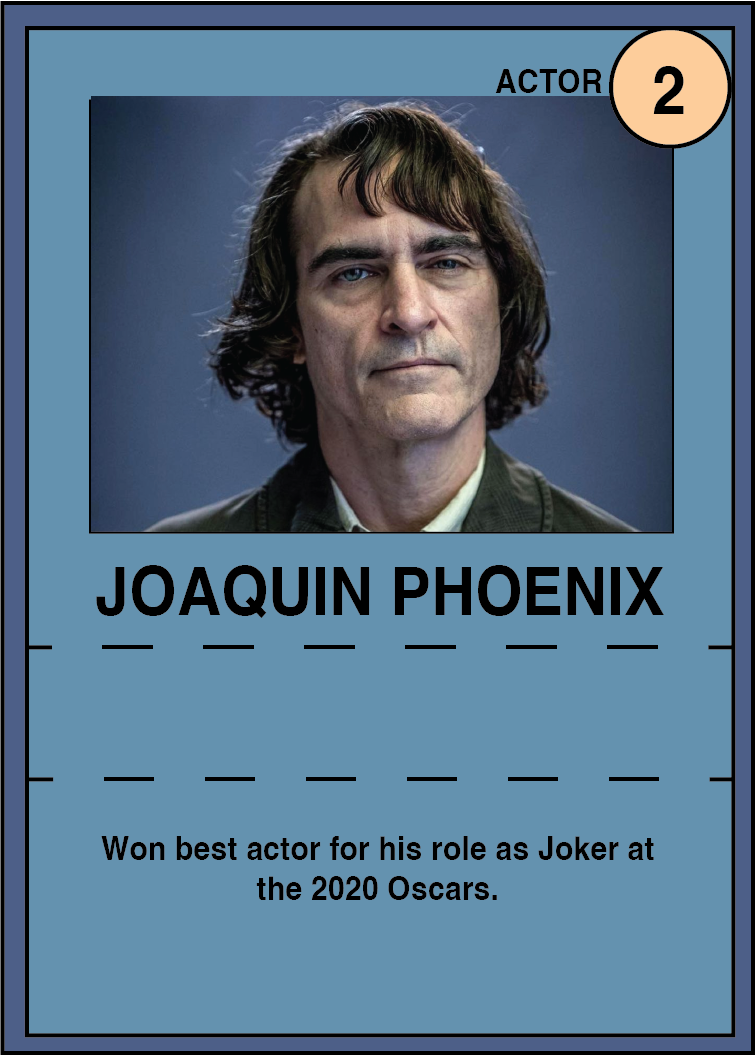 ACTOR
2
JOAQUIN PHOENIX
Won best actor for his role as Joker at
the 2020 Oscars.